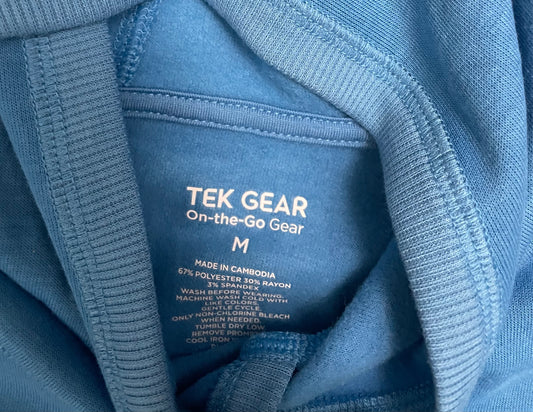 TEK GEAR
On-the-Go Gear
M
MADE IN CAMBODIA
67% POLYESTER 30% RAYON
3% SPANDEX
WASH BEFORE WEARING.
MACHINE WASH COLD WITH
LIKE COLORS.
GENTLE CYCLE.
ONLY NON-CHLORINE BLEACH
WHEN NEEDED.
TUMBLE DRY LOW.
REMOVE
COOL IRON